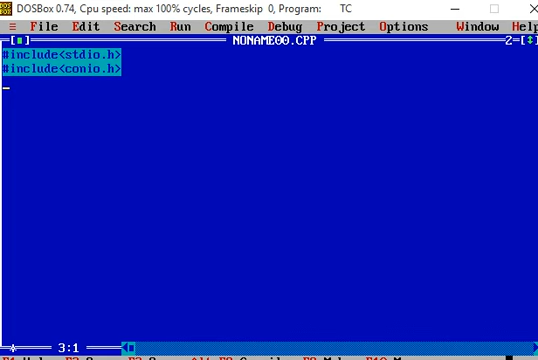 DOSBox 0.74, Cpu speed: max 100% cycles, Frameskip 0, Program: TC
≡ File Edit Search Run Compile Debug Project Options Window Help
[■] NONAME00.CPP 2=[↕]
#include<stdio.h>
#include<conio.h>
* 3:1